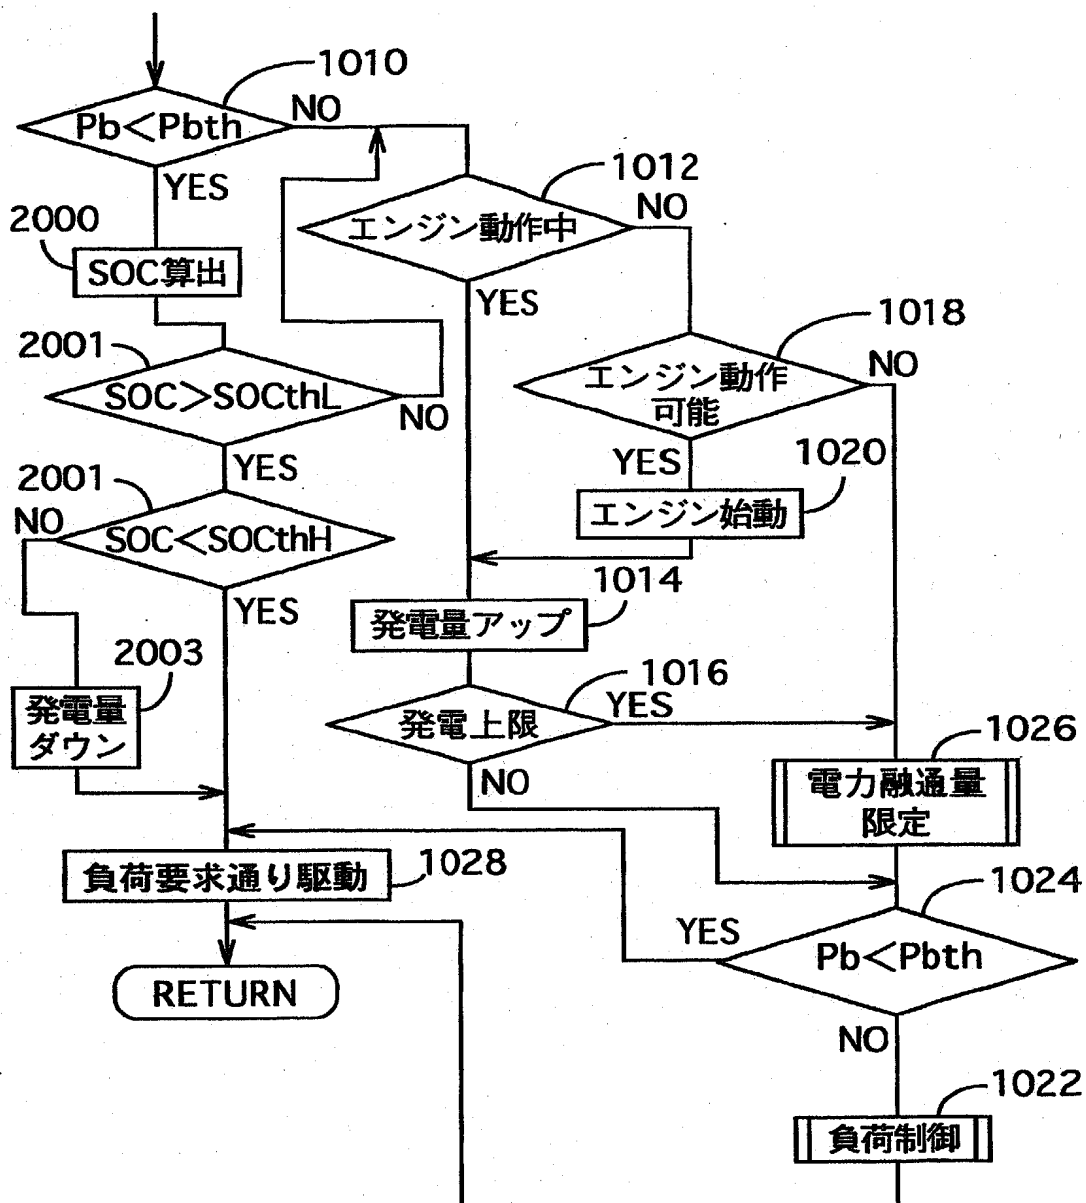 1010
Pb<Pbth
NO
YES
1012
エンジン動作中
NO
YES
2000
SOC算出
2001
SOC>SOCthL
NO
YES
1018
エンジン動作
可能
NO
YES
1020
エンジン始動
2001
SOC<SOCthH
NO
YES
1014
発電量アップ
2003
発電量
ダウン
1016
発電上限
YES
NO
1026
電力融通量
限定
1028
負荷要求通り駆動
1024
Pb<Pbth
YES
NO
RETURN
1022
負荷制御